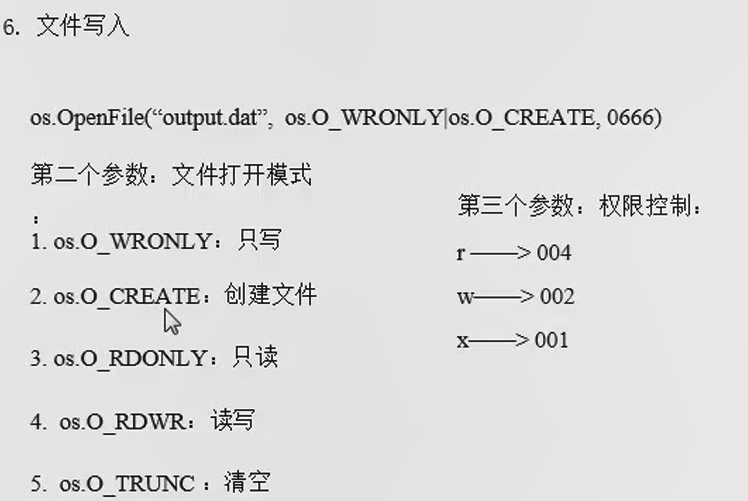 6. 文件写入
os.OpenFile(“output.dat”, os.O_WRONLY|os.O_CREATE, 0666)
第二个参数：文件打开模式
：
1. os.O_WRONLY：只写
2. os.O_CREATE：创建文件
3. os.O_RDONLY：只读
4. os.O_RDWR：读写
5. os.O_TRUNC ：清空
第三个参数：权限控制：
r ——> 004
w——> 002
x——> 001